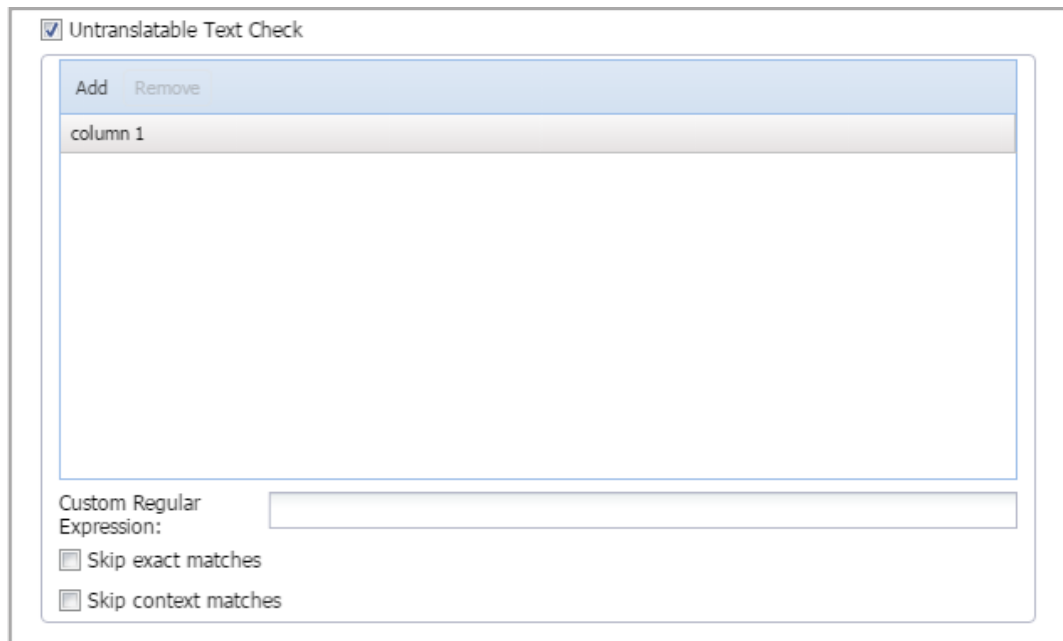 Untranslatable Text Check
Add Remove
column 1
Custom Regular
Expression:
Skip exact matches
Skip context matches